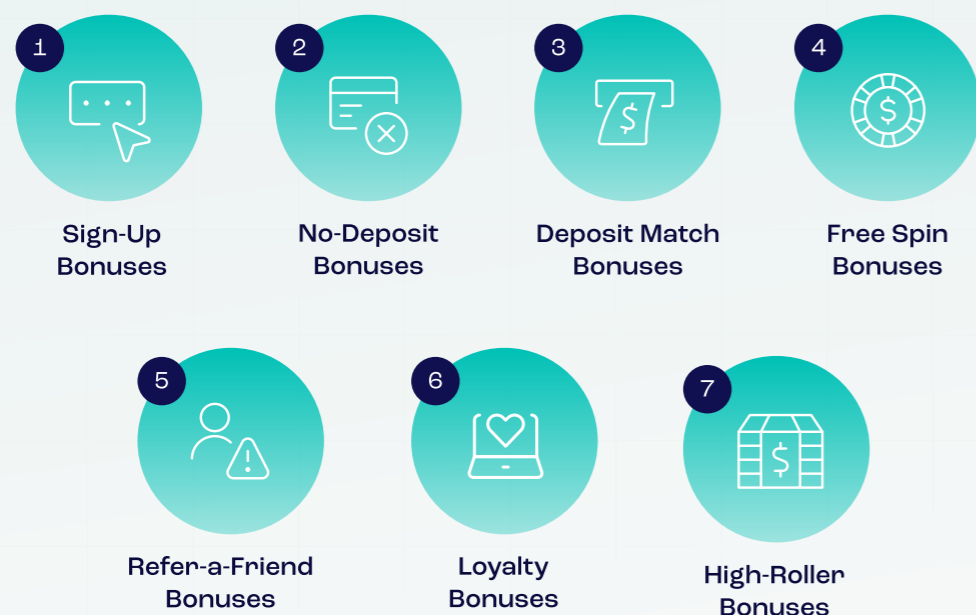 1
Sign-Up
Bonuses
2
No-Deposit
Bonuses
3
$
Deposit Match
Bonuses
4
$
Free Spin
Bonuses
5
!
Refer-a-Friend
Bonuses
6
Loyalty
Bonuses
7
$
High-Roller
Bonuses